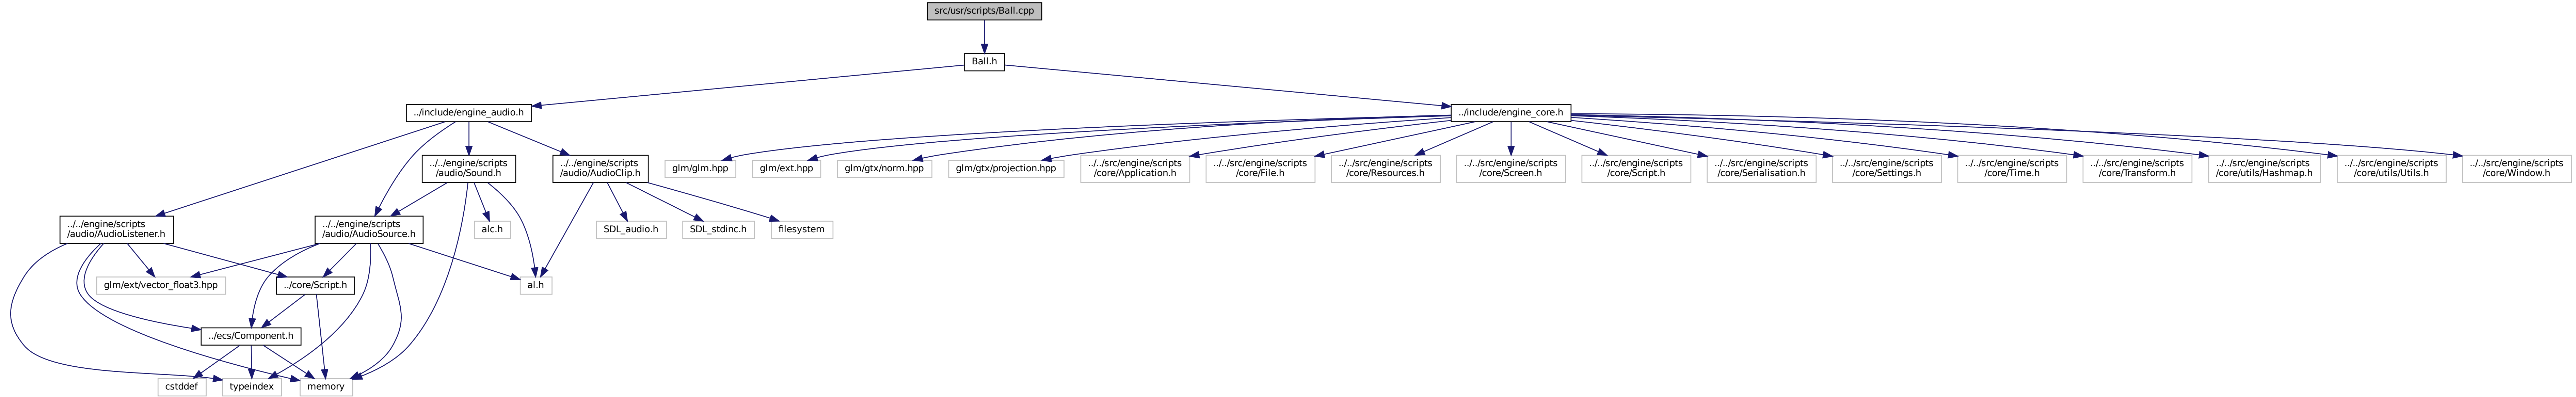 src/usr/scripts/Ball.cpp
Ball.h
../include/engine_audio.h
../include/engine_core.h
../../engine/scripts
/audio/Sound.h
../../engine/scripts
/audio/AudioClip.h
glm/glm.hpp
glm/ext.hpp
glm/gtx/norm.hpp
glm/gtx/projection.hpp
../../src/engine/scripts
/core/Application.h
../../src/engine/scripts
/core/File.h
../../src/engine/scripts
/core/Resources.h
../../src/engine/scripts
/core/Screen.h
../../src/engine/scripts
/core/Script.h
../../src/engine/scripts
/core/Serialisation.h
../../src/engine/scripts
/core/Settings.h
../../src/engine/scripts
/core/Time.h
../../src/engine/scripts
/core/Transform.h
../../src/engine/scripts
/core/utils/Hashmap.h
../../src/engine/scripts
/core/utils/Utils.h
../../src/engine/scripts
/core/Window.h
../../engine/scripts
/audio/AudioListener.h
../../engine/scripts
/audio/AudioSource.h
alc.h
SDL_audio.h
SDL_stdinc.h
filesystem
glm/ext/vector_float3.hpp
../core/Script.h
al.h
../ecs/Component.h
cstddef
typeindex
memory